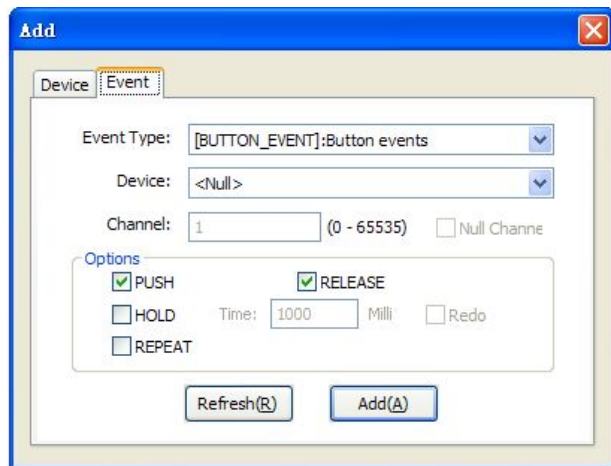 Add
Device Event
Event Type: [BUTTON_EVENT]:Button events
Device: <Null>
Channel: 1 (0 - 65535) Null Channe
Options
PUSH RELEASE
HOLD Time: 1000 Milli Redo
REPEAT
Refresh(R) Add(A)